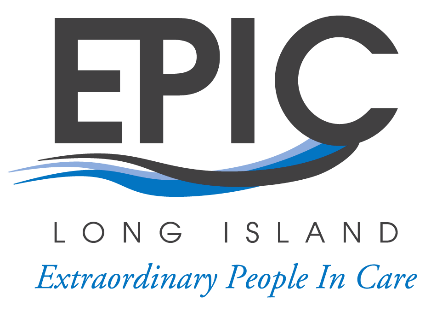 EPIC
LONG ISLAND
Extraordinary People In Care